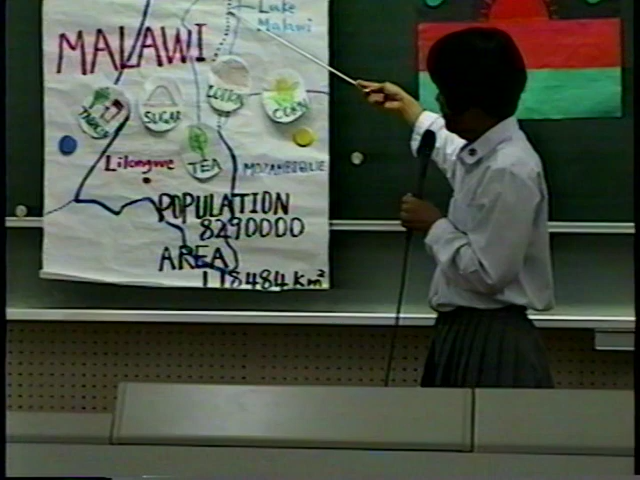 Lake
Malawi
MALAWI
COTTON
CORN
SUGAR
TEA
Lilongwe
MOZAMBIQUE
POPULATION
8290000
AREA
118484 Km²